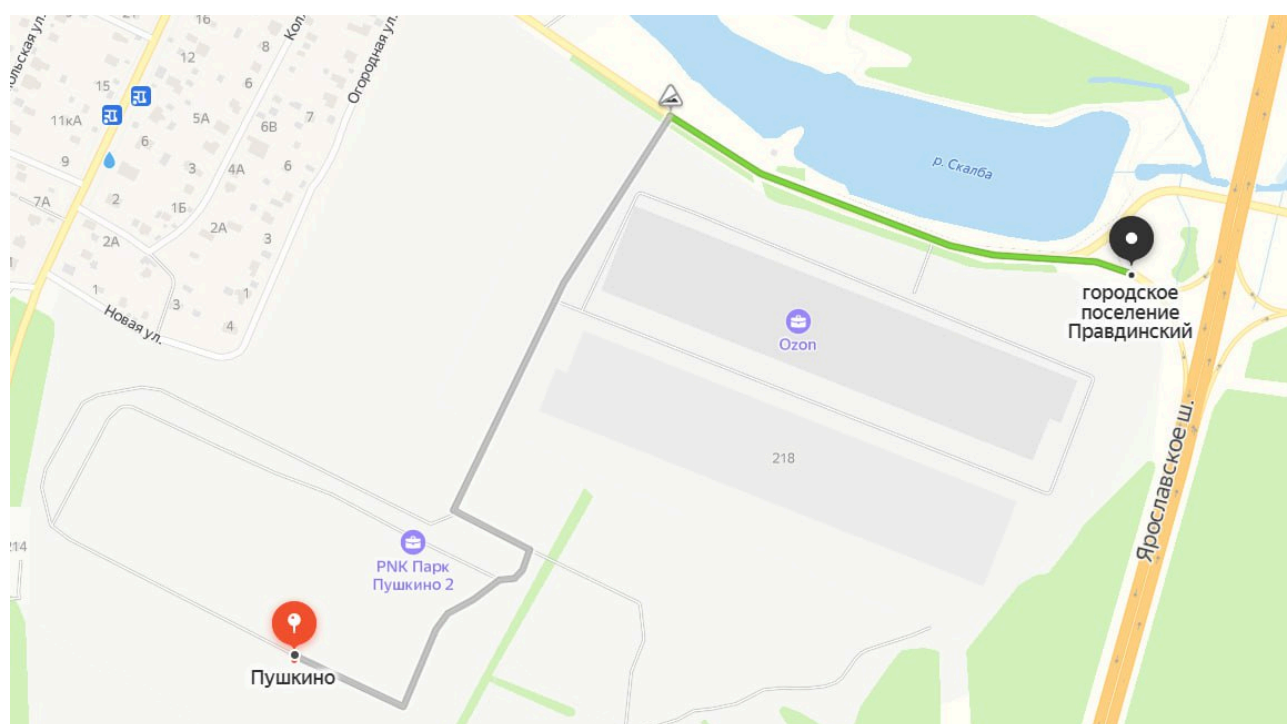 16
Кол
8
12
Огородная ул.
15
6
11кА
5А
6В
7
6
9
3
4А
6
р. Скалба
7А
2
1Б
2А
2А
3
городское
поселение
Правдинский
1
3
1
Новая ул.
4
Ozon
Ярославское ш.
218
214
PNK Парк
Пушкино 2
Пушкино